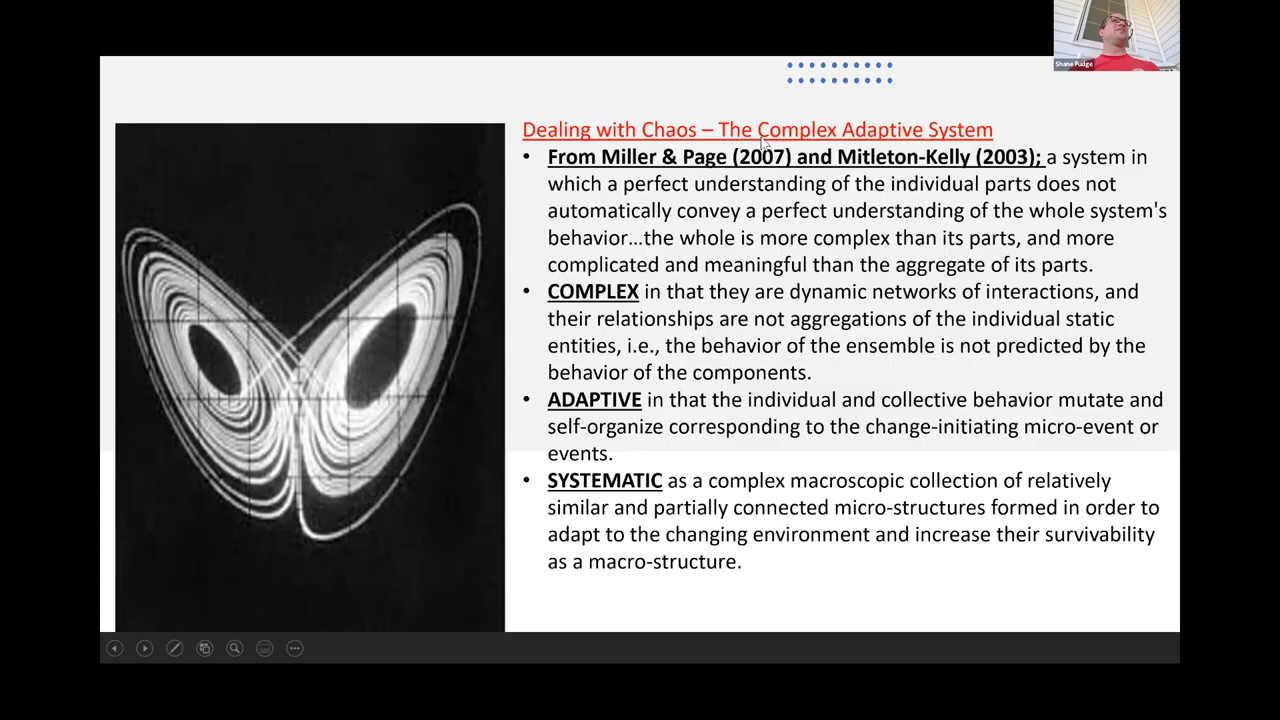 Shane Fudge
Dealing with Chaos – The Complex Adaptive System
• From Miller & Page (2007) and Mitleton-Kelly (2003); a system in
which a perfect understanding of the individual parts does not
automatically convey a perfect understanding of the whole system's
behavior...the whole is more complex than its parts, and more
complicated and meaningful than the aggregate of its parts.
• COMPLEX in that they are dynamic networks of interactions, and
their relationships are not aggregations of the individual static
entities, i.e., the behavior of the ensemble is not predicted by the
behavior of the components.
• ADAPTIVE in that the individual and collective behavior mutate and
self-organize corresponding to the change-initiating micro-event or
events.
• SYSTEMATIC as a complex macroscopic collection of relatively
similar and partially connected micro-structures formed in order to
adapt to the changing environment and increase their survivability
as a macro-structure.